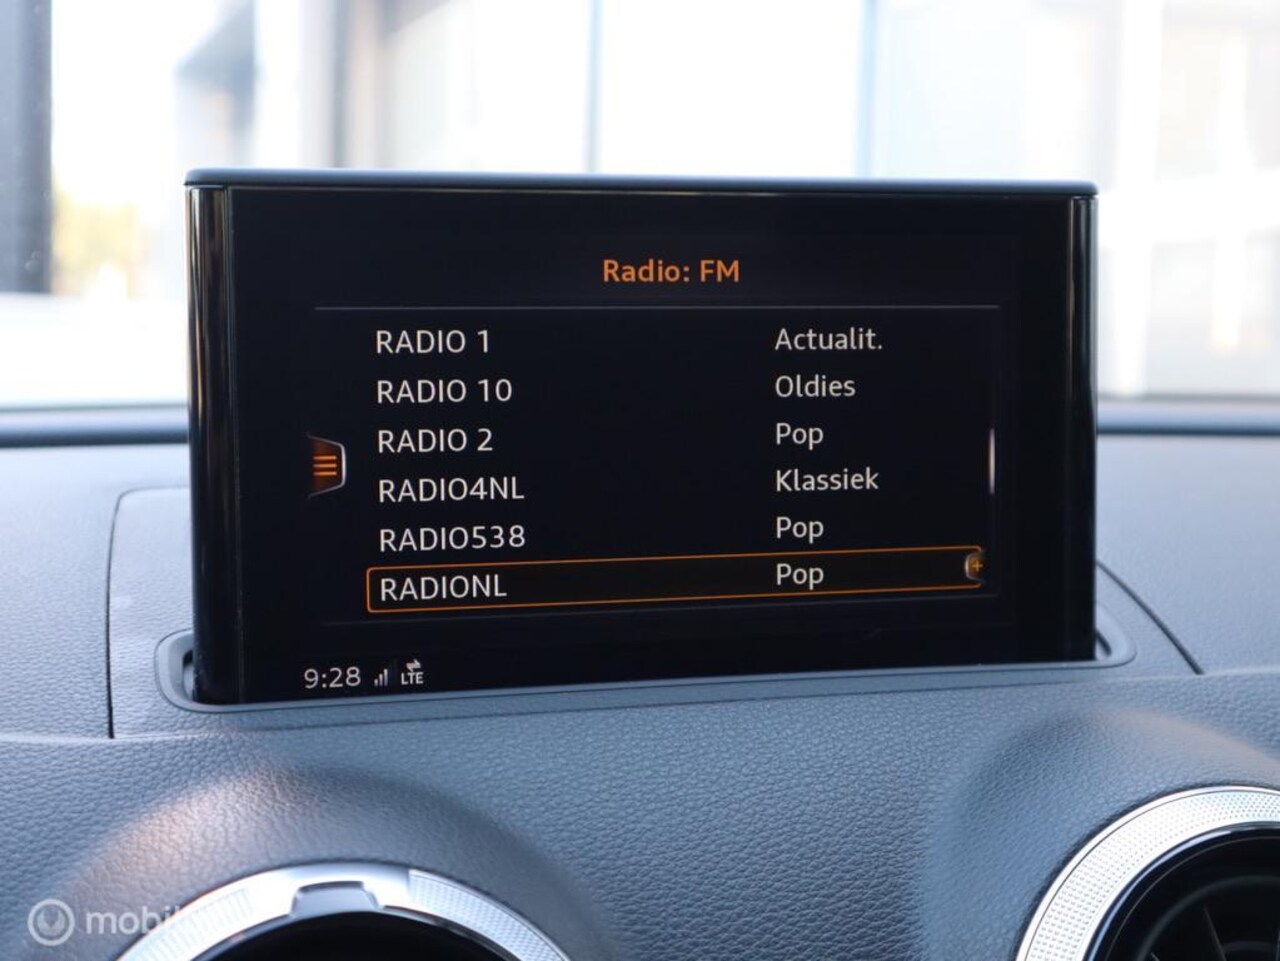 Radio: FM
RADIO 1 Actualit.
RADIO 10 Oldies
RADIO 2 Pop
RADIO4NL Klassiek
RADIO538 Pop
RADIONL Pop
9:28 LTE